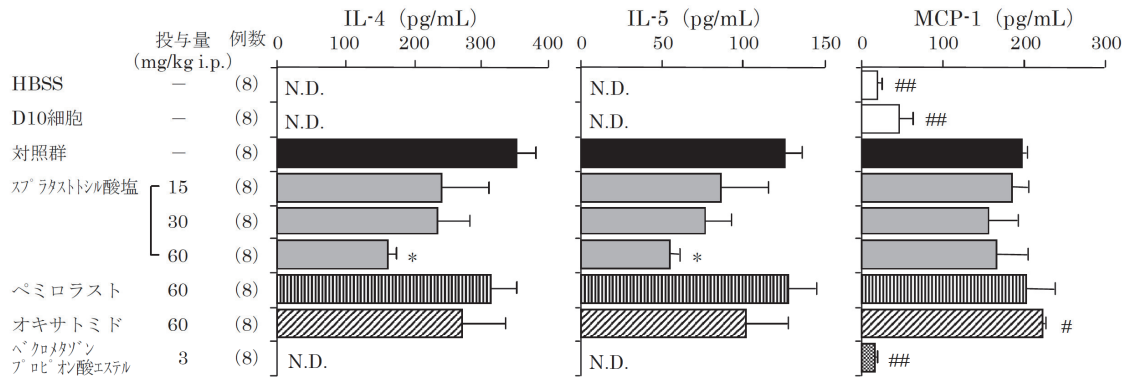 IL-4 (pg/mL) IL-5 (pg/mL) MCP-1 (pg/mL)
投与量 例数 0 100 200 300 400 0 50 100 150 0 100 200 300
(mg/kg i.p.)
HBSS － (8) N.D. N.D. ##
D10細胞 － (8) N.D. N.D. ##
対照群 － (8)
ｽﾌﾟﾗﾀｽﾄﾄｼﾙ酸塩 15 (8)
30 (8)
60 (8) * *
ペミロラスト 60 (8)
オキサトミド 60 (8) #
ﾍﾞｸﾛﾒﾀｿﾞﾝ
ﾌﾟﾛﾋﾟｵﾝ酸ｴｽﾃﾙ 3 (8) N.D. N.D. ##